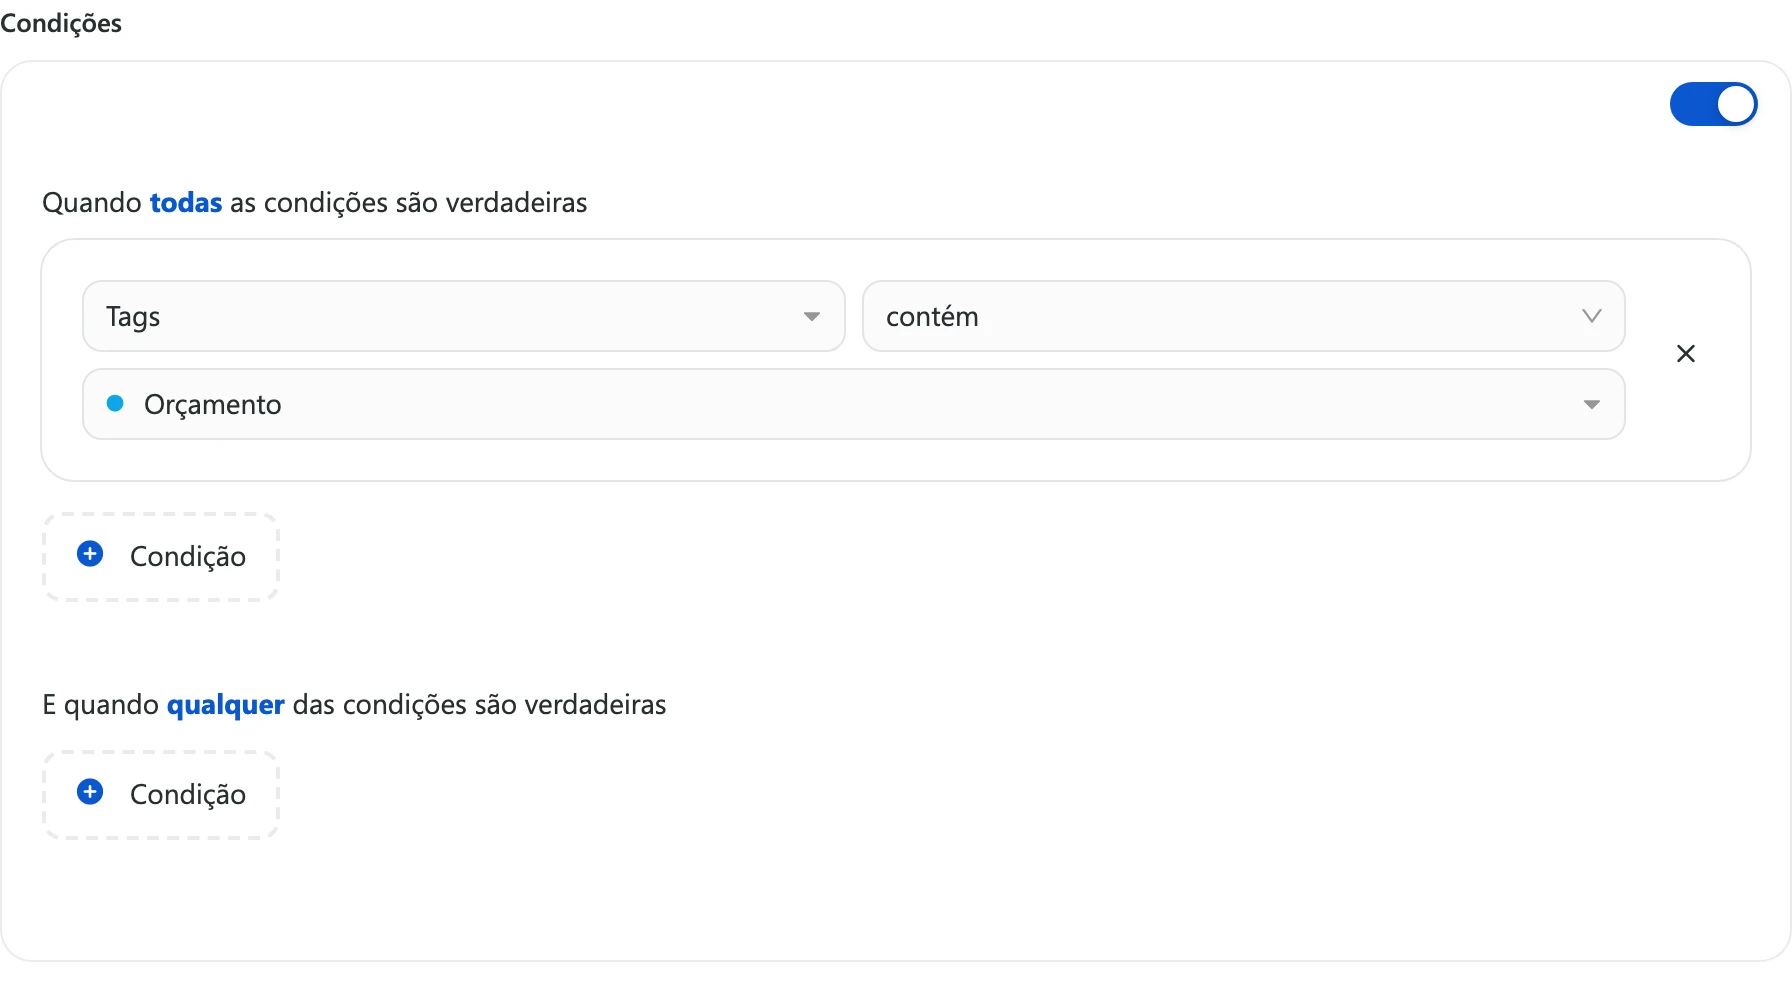 Condições
Quando todas as condições são verdadeiras
Tags
contém
Orçamento
Condição
E quando qualquer das condições são verdadeiras
Condição